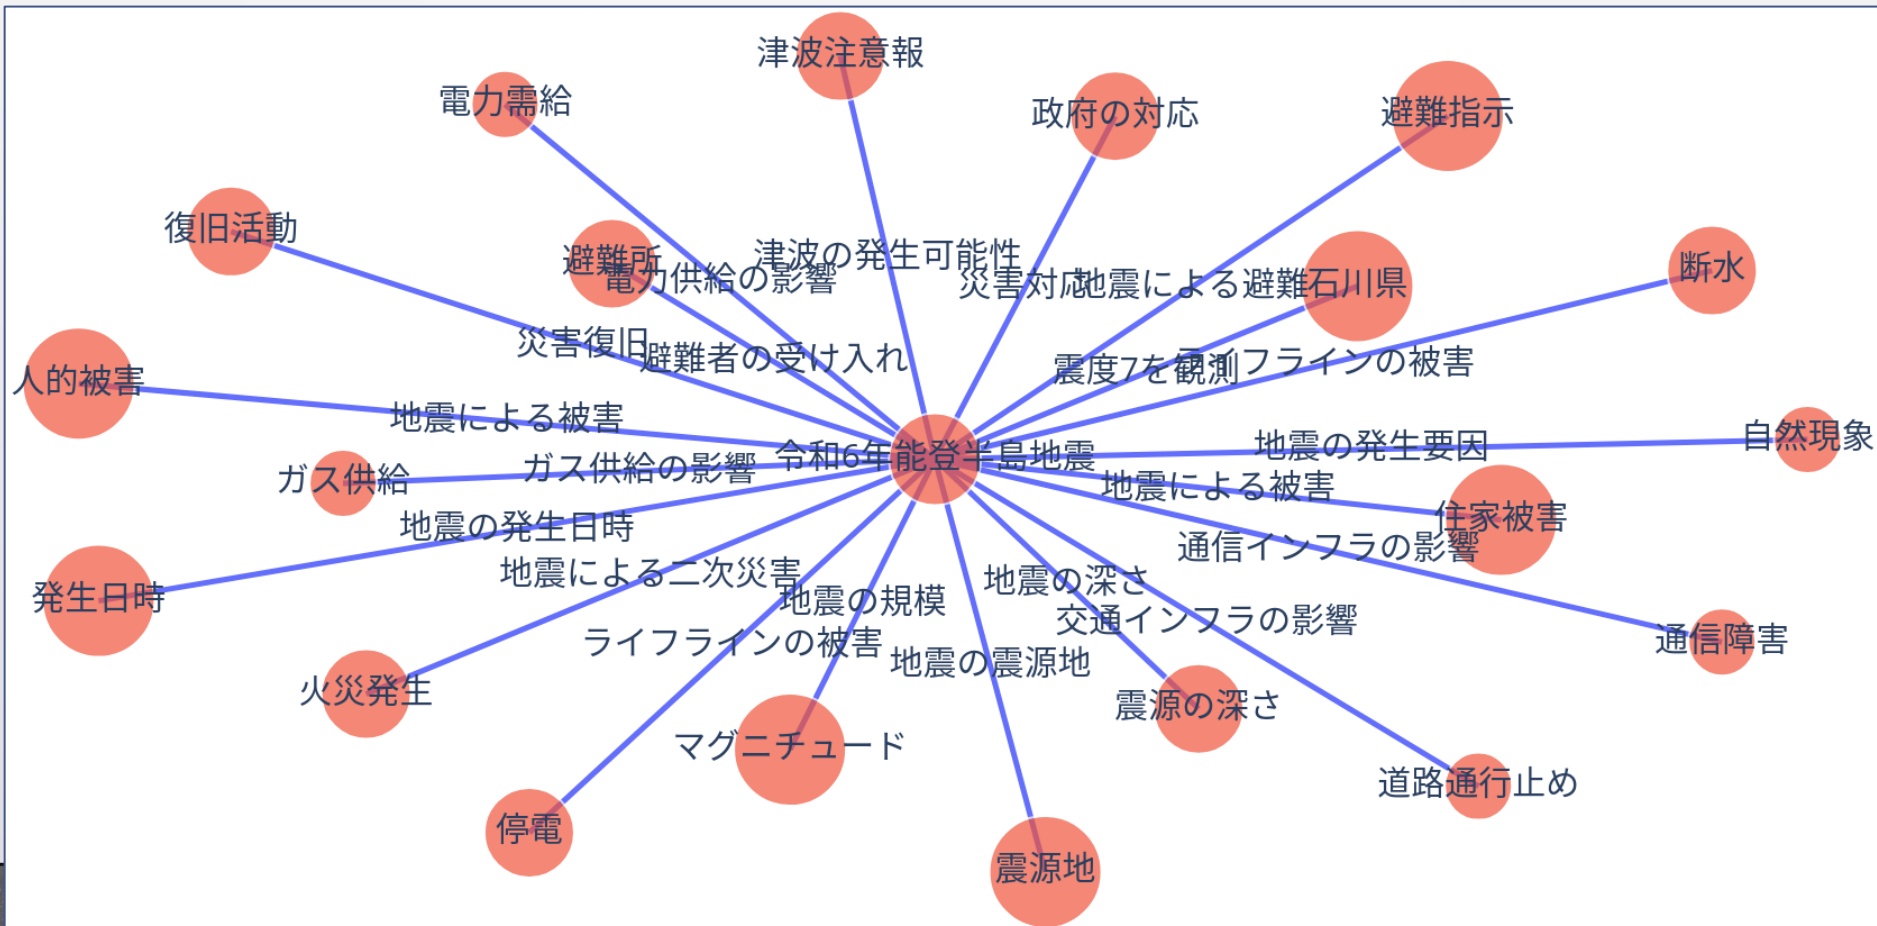 津波注意報
電力需給
政府の対応
避難指示
復旧活動
避難所
電力供給の影響
津波の発生可能性
災害対応
地震による避難
石川県
断水
災害復旧
避難者の受け入れ
震度7を観測
ライフラインの被害
人的被害
地震による被害
ガス供給
ガス供給の影響
令和6年能登半島地震
地震の発生要因
自然現象
地震による被害
住家被害
地震の発生日時
通信インフラの影響
発生日時
地震による二次災害
地震の規模
地震の深さ
交通インフラの影響
通信障害
ライフラインの被害
地震の震源地
火災発生
マグニチュード
震源の深さ
道路通行止め
停電
震源地